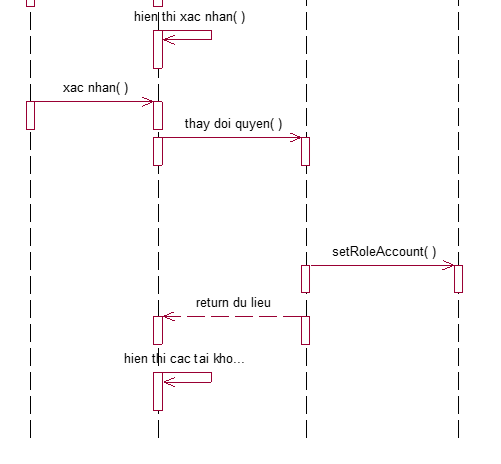 hien thi xac nhan( )
xac nhan( )
thay doi quyen( )
setRoleAccount( )
return du lieu
hien thi cac tai kho...